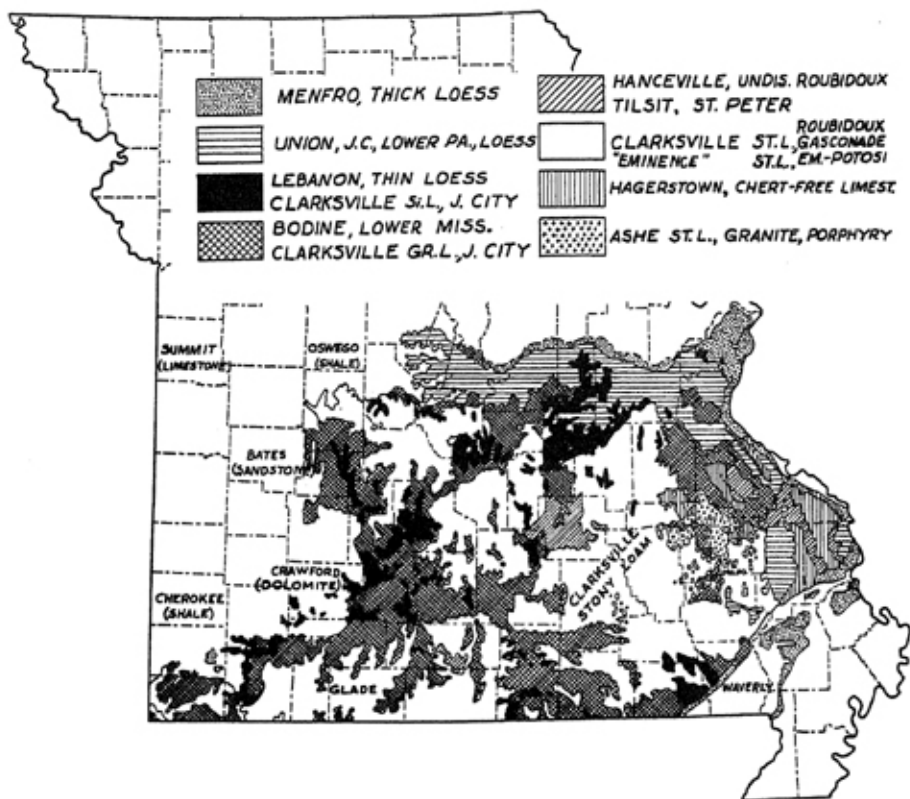 MENFRO, THICK LOESS
UNION, J.C, LOWER PA., LOESS
LEBANON, THIN LOESS
CLARKSVILLE Si.L, J. CITY
BODINE, LOWER MISS.
CLARKSVILLE GR.L., J. CITY
HANCEVILLE, UNDIS. ROUBIDOUX
TILSIT, ST. PETER
CLARKSVILLE ST.L, ROUBIDOUX
GASCONADE
"EMINENCE" ST.L, EM.-POTOSI
HAGERSTOWN, CHERT-FREE LIMEST.
ASHE ST.L., GRANITE, PORPHYRY
SUMMIT
(LIMESTONE)
OSWEGO
(SHALE)
BATES
(SANDSTONE)
CRAWFORD
(DOLOMITE)
CHEROKEE
(SHALE)
CLARKSVILLE
STONY LOAM
GLADE
WAVERLY